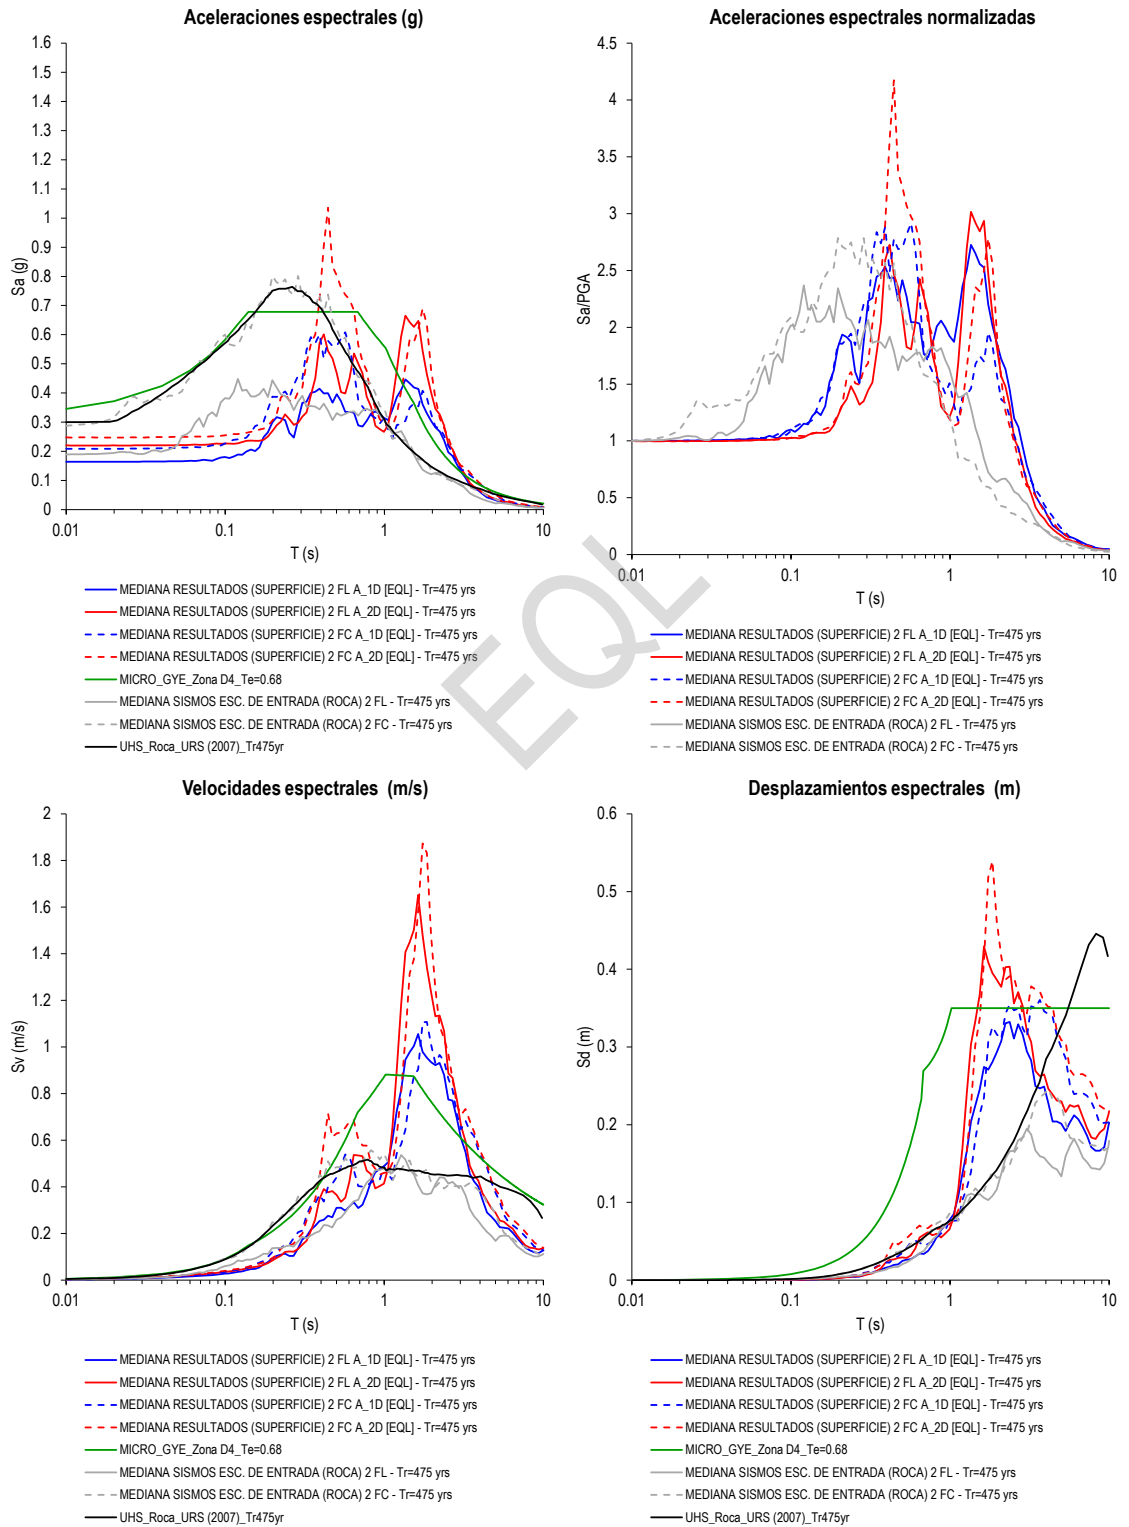 Aceleraciones espectrales (g)
1.6
1.5
1.4
1.3
1.2
1.1
1
0.9
0.8
0.7
0.6
0.5
0.4
0.3
0.2
0.1
0
Sa (g)
0.01
0.1
1
10
T (s)
MEDIANA RESULTADOS (SUPERFICIE) 2 FL A_1D [EQL] - Tr=475 yrs
MEDIANA RESULTADOS (SUPERFICIE) 2 FL A_2D [EQL] - Tr=475 yrs
MEDIANA RESULTADOS (SUPERFICIE) 2 FC A_1D [EQL] - Tr=475 yrs
MEDIANA RESULTADOS (SUPERFICIE) 2 FC A_2D [EQL] - Tr=475 yrs
MICRO_GYE_Zona D4_Te=0.68
MEDIANA SISMOS ESC. DE ENTRADA (ROCA) 2 FL - Tr=475 yrs
MEDIANA SISMOS ESC. DE ENTRADA (ROCA) 2 FC - Tr=475 yrs
UHS_Roca_URS (2007)_Tr475yr
Aceleraciones espectrales normalizadas
4.5
4
3.5
3
2.5
2
1.5
1
0.5
0
Sa/PGA
0.01
0.1
1
10
T (s)
MEDIANA RESULTADOS (SUPERFICIE) 2 FL A_1D [EQL] - Tr=475 yrs
MEDIANA RESULTADOS (SUPERFICIE) 2 FL A_2D [EQL] - Tr=475 yrs
MEDIANA RESULTADOS (SUPERFICIE) 2 FC A_1D [EQL] - Tr=475 yrs
MEDIANA RESULTADOS (SUPERFICIE) 2 FC A_2D [EQL] - Tr=475 yrs
MEDIANA SISMOS ESC. DE ENTRADA (ROCA) 2 FL - Tr=475 yrs
MEDIANA SISMOS ESC. DE ENTRADA (ROCA) 2 FC - Tr=475 yrs
EQL
Velocidades espectrales (m/s)
2
1.8
1.6
1.4
1.2
1
0.8
0.6
0.4
0.2
0
Sv (m/s)
0.01
0.1
1
10
T (s)
MEDIANA RESULTADOS (SUPERFICIE) 2 FL A_1D [EQL] - Tr=475 yrs
MEDIANA RESULTADOS (SUPERFICIE) 2 FL A_2D [EQL] - Tr=475 yrs
MEDIANA RESULTADOS (SUPERFICIE) 2 FC A_1D [EQL] - Tr=475 yrs
MEDIANA RESULTADOS (SUPERFICIE) 2 FC A_2D [EQL] - Tr=475 yrs
MICRO_GYE_Zona D4_Te=0.68
MEDIANA SISMOS ESC. DE ENTRADA (ROCA) 2 FL - Tr=475 yrs
MEDIANA SISMOS ESC. DE ENTRADA (ROCA) 2 FC - Tr=475 yrs
UHS_Roca_URS (2007)_Tr475yr
Desplazamientos espectrales (m)
0.6
0.5
0.4
0.3
0.2
0.1
0
Sd (m)
0.01
0.1
1
10
T (s)
MEDIANA RESULTADOS (SUPERFICIE) 2 FL A_1D [EQL] - Tr=475 yrs
MEDIANA RESULTADOS (SUPERFICIE) 2 FL A_2D [EQL] - Tr=475 yrs
MEDIANA RESULTADOS (SUPERFICIE) 2 FC A_1D [EQL] - Tr=475 yrs
MEDIANA RESULTADOS (SUPERFICIE) 2 FC A_2D [EQL] - Tr=475 yrs
MICRO_GYE_Zona D4_Te=0.68
MEDIANA SISMOS ESC. DE ENTRADA (ROCA) 2 FL - Tr=475 yrs
MEDIANA SISMOS ESC. DE ENTRADA (ROCA) 2 FC - Tr=475 yrs
UHS_Roca_URS (2007)_Tr475yr